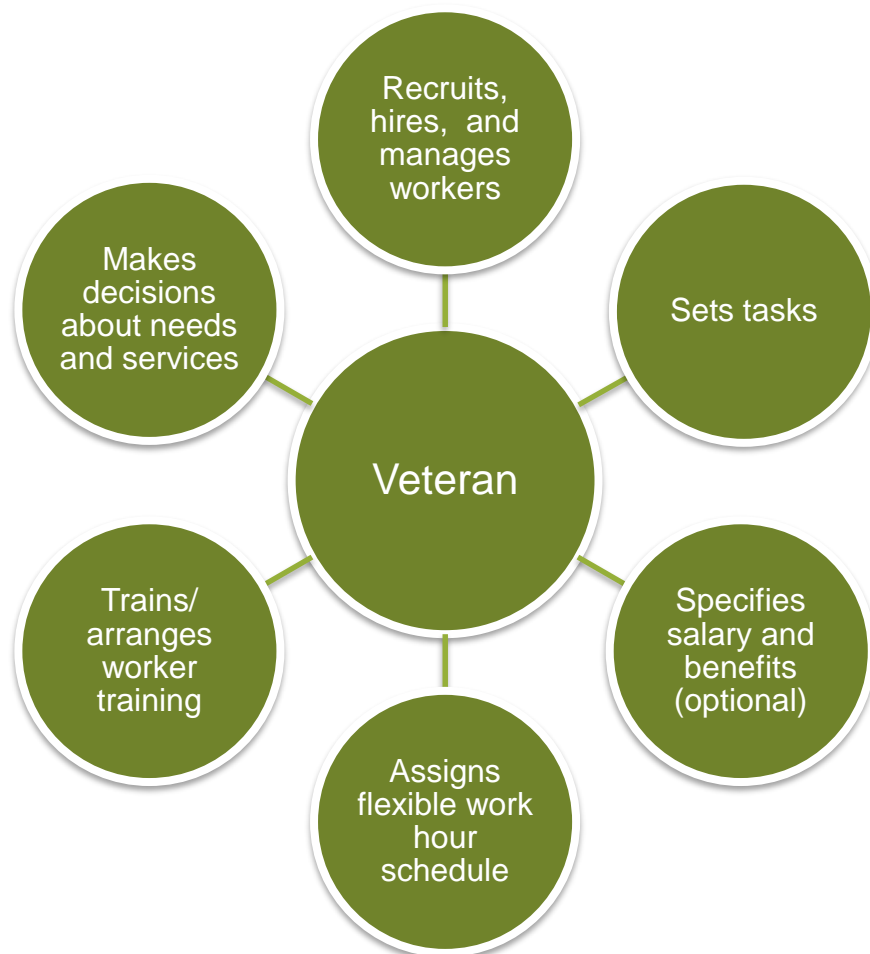 Recruits,
hires, and
manages
workers
Makes
decisions
about needs
and services
Sets tasks
Veteran
Trains/
arranges
worker
training
Specifies
salary and
benefits
(optional)
Assigns
flexible work
hour
schedule